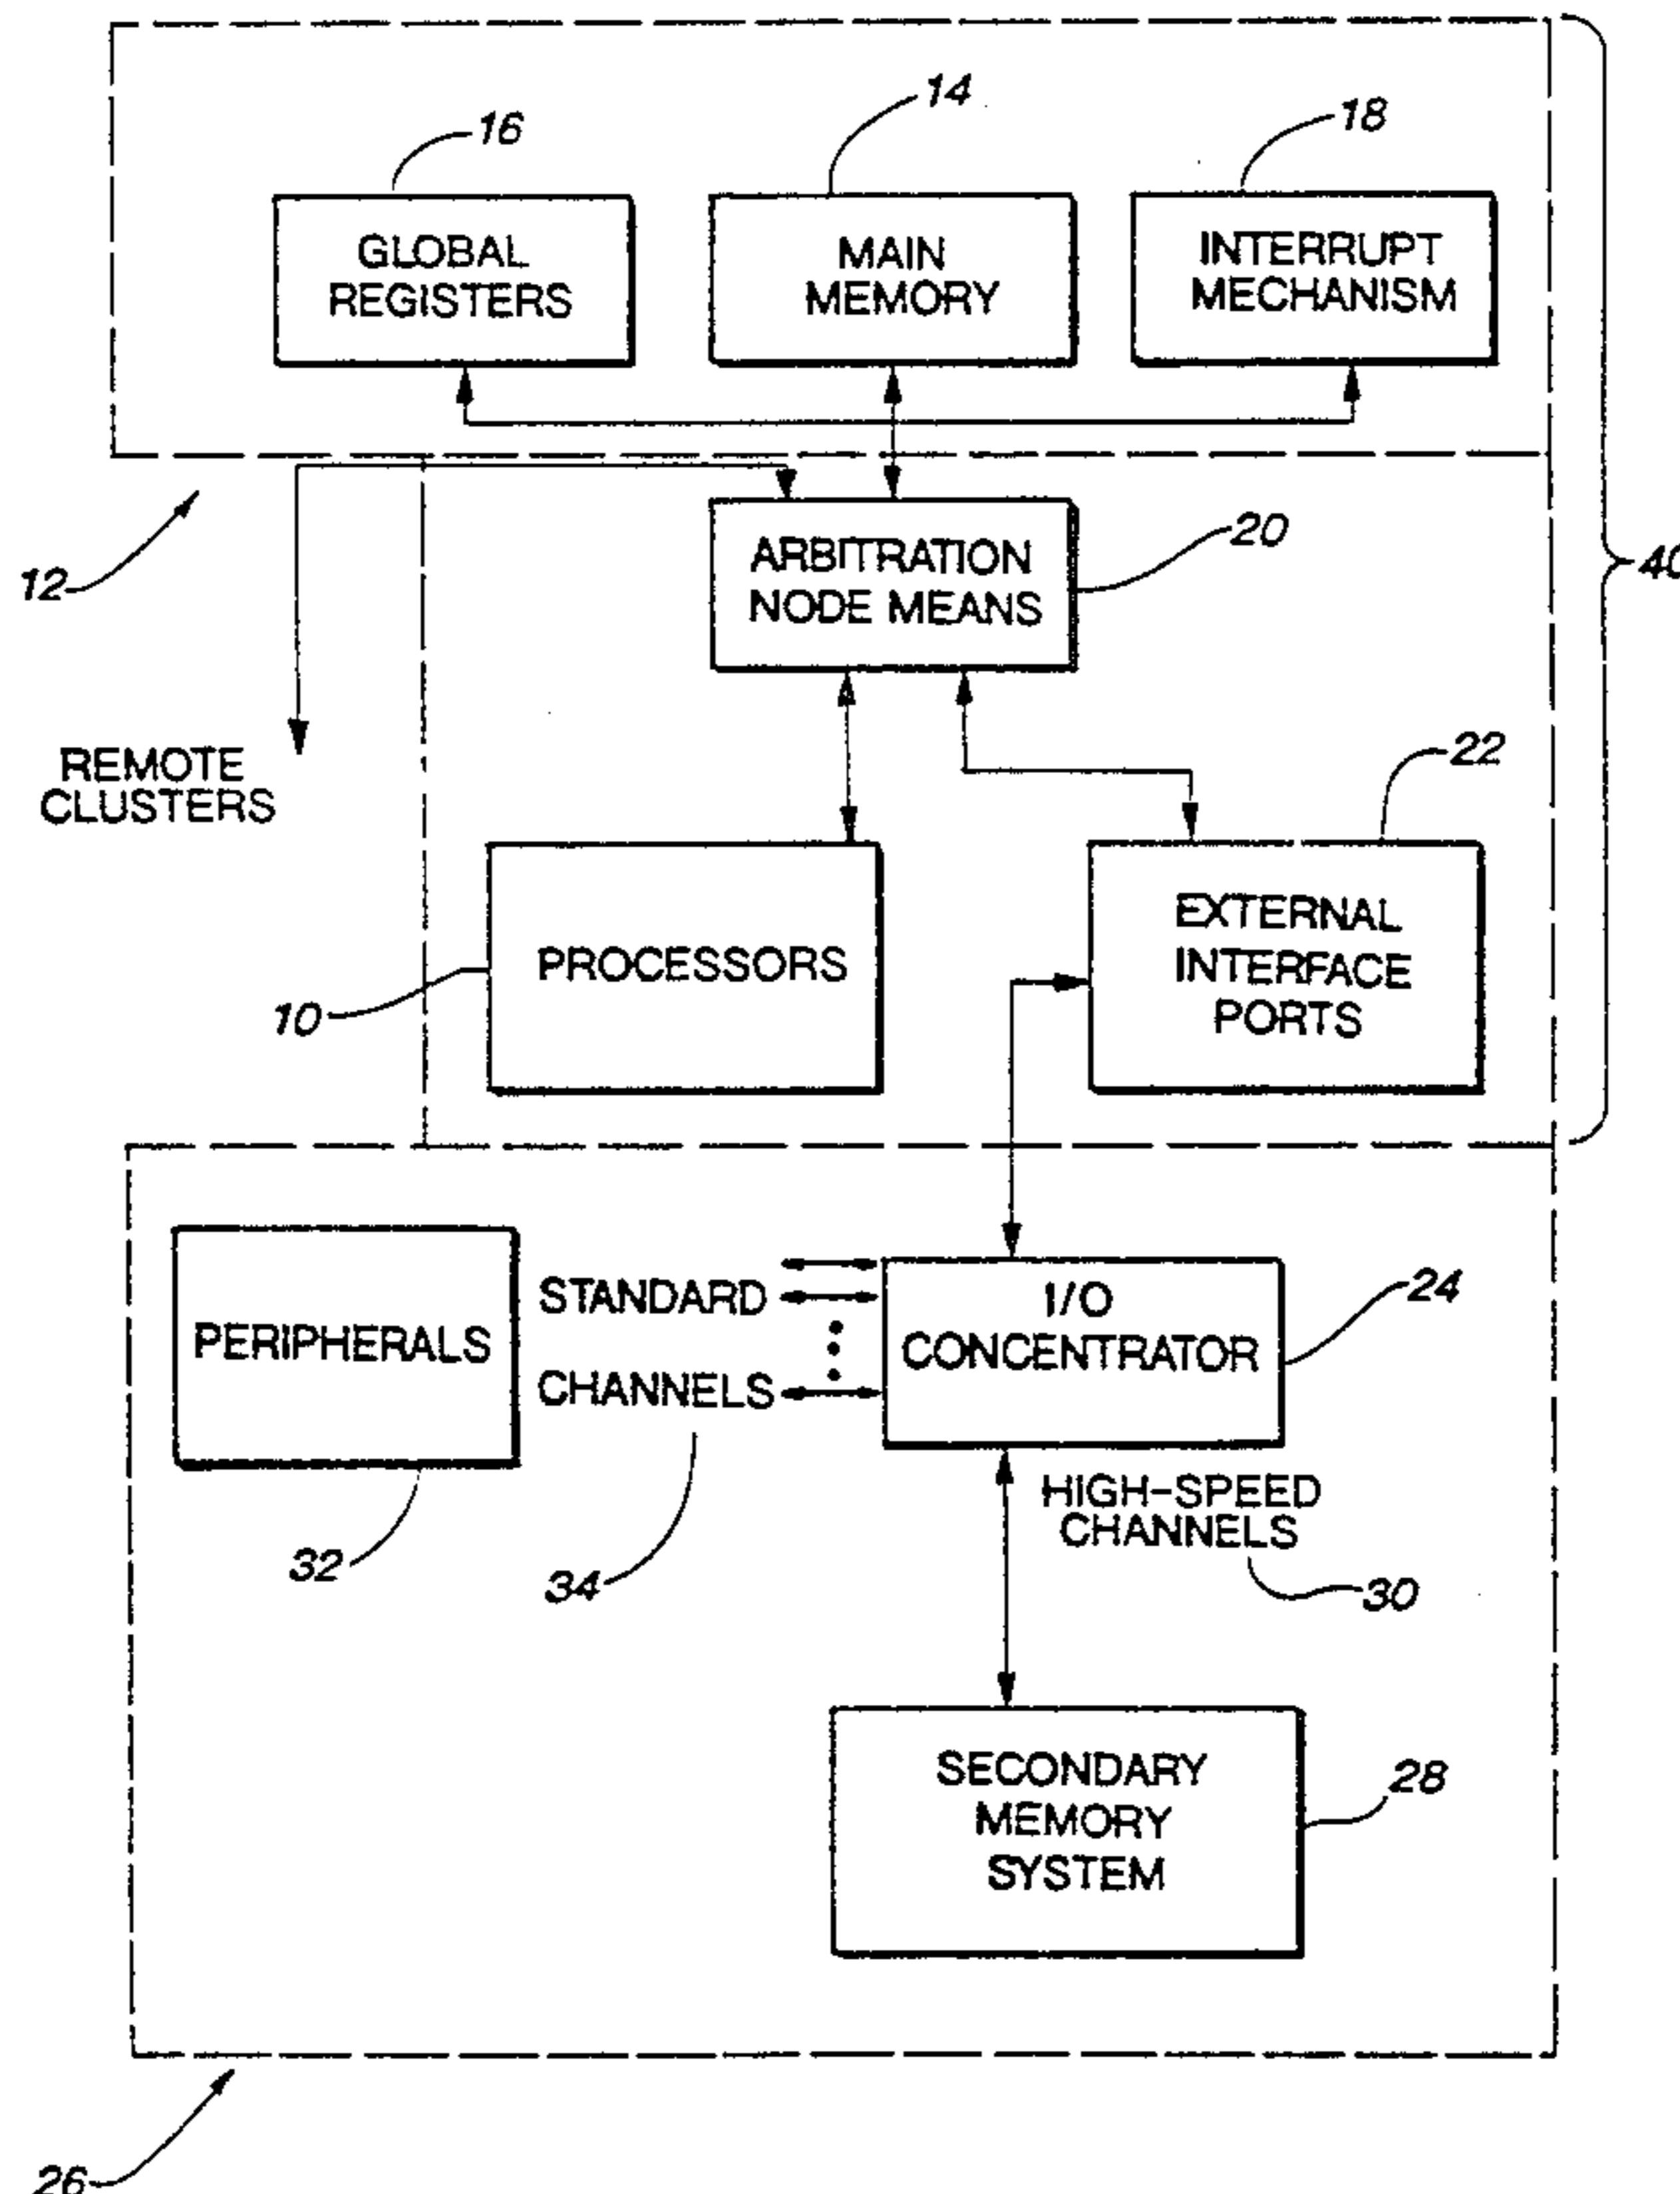 16
14
18
GLOBAL
REGISTERS
MAIN
MEMORY
INTERRUPT
MECHANISM
12
ARBITRATION
NODE MEANS
20
40
REMOTE
CLUSTERS
22
PROCESSORS
10
EXTERNAL
INTERFACE
PORTS
PERIPHERALS
32
STANDARD
CHANNELS
34
I/O
CONCENTRATOR
24
HIGH-SPEED
CHANNELS
30
SECONDARY
MEMORY
SYSTEM
28
26